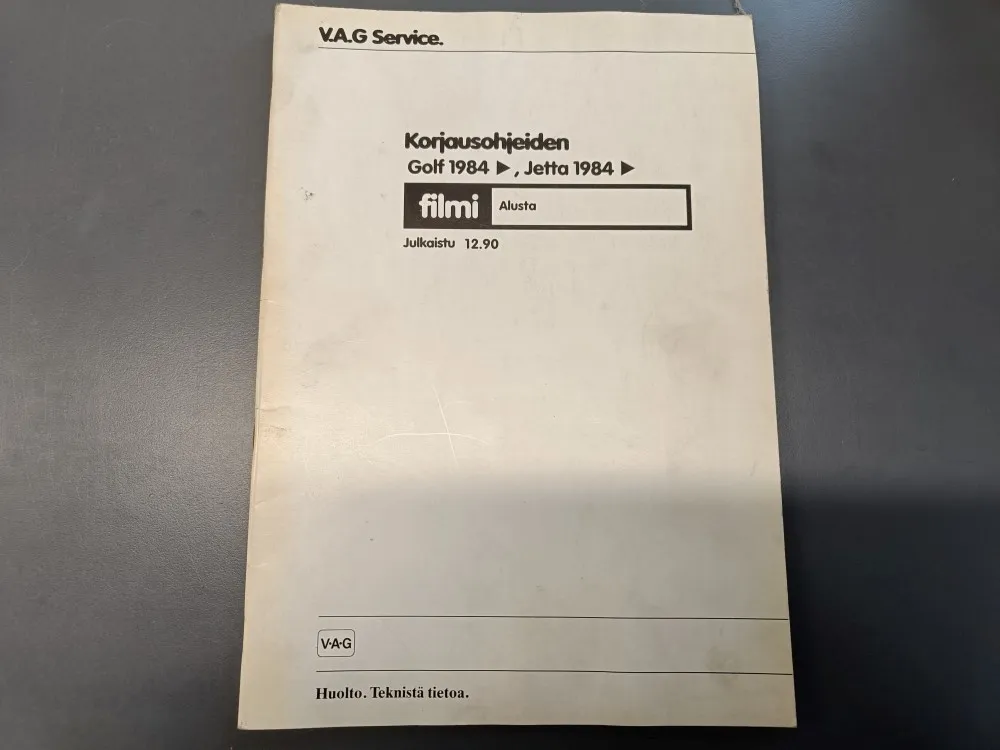 V.A.G Service.
Korjausohjeiden
Golf 1984 ▶, Jetta 1984 ▶
filmi Alusta
Julkaistu 12.90
V·A·G
Huolto. Teknistä tietoa.